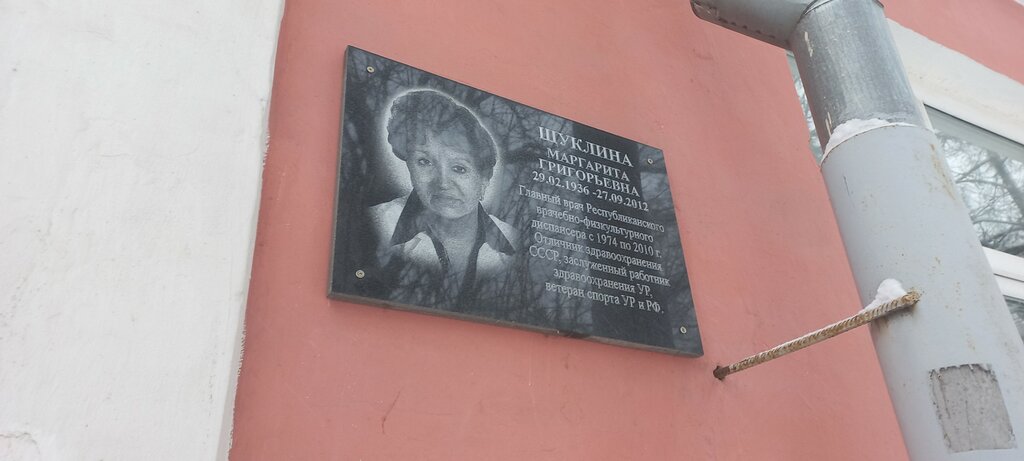 ШУКЛИНА
МАРГАРИТА
ГРИГОРЬЕВНА
29.02.1936 -27.09.2012
Главный врач Республиканского
врачебно-физкультурного
диспансера с 1974 по 2010 г.
Отличник здравоохранения
СССР, заслуженный работник
здравоохранения УР,
ветеран спорта УР и РФ.